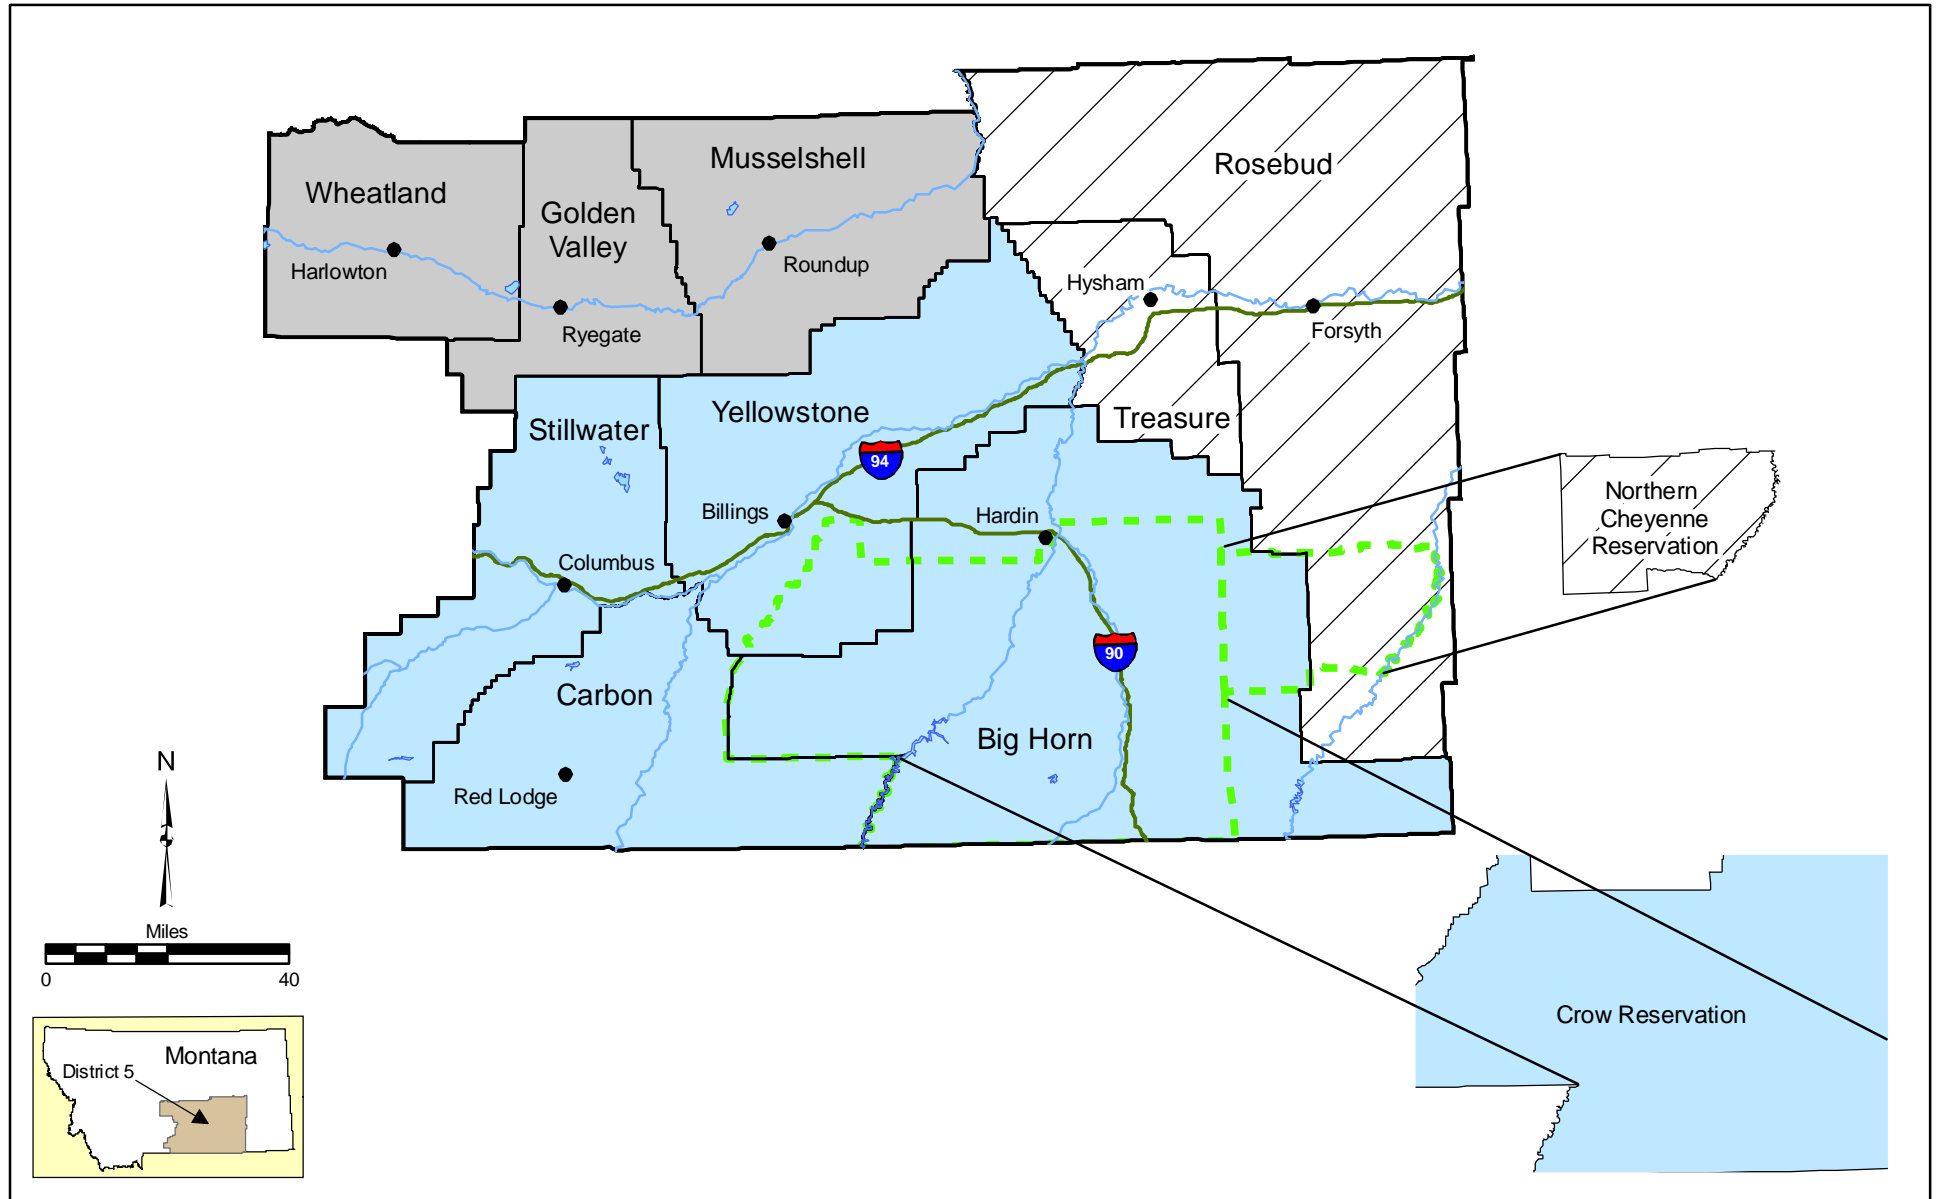 Musselshell
Rosebud
Wheatland
Golden
Valley
Harlowton
Roundup
Hysham
Ryegate
Forsyth
Yellowstone
Stillwater
Treasure
94
Billings
Hardin
Northern
Cheyenne
Reservation
Columbus
90
Carbon
Big Horn
Red Lodge
N
Miles
0 40
Crow Reservation
Montana
District 5